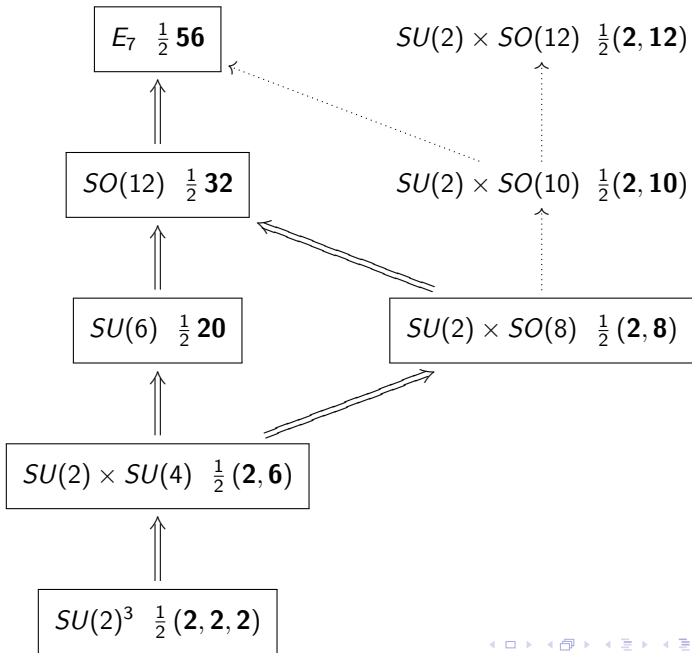 E₇ ½ 56
SU(2) × SO(12) ½(2, 12)
SO(12) ½ 32
SU(2) × SO(10) ½(2, 10)
SU(6) ½ 20
SU(2) × SO(8) ½ (2, 8)
SU(2) × SU(4) ½ (2, 6)
SU(2)³ ½ (2, 2, 2)